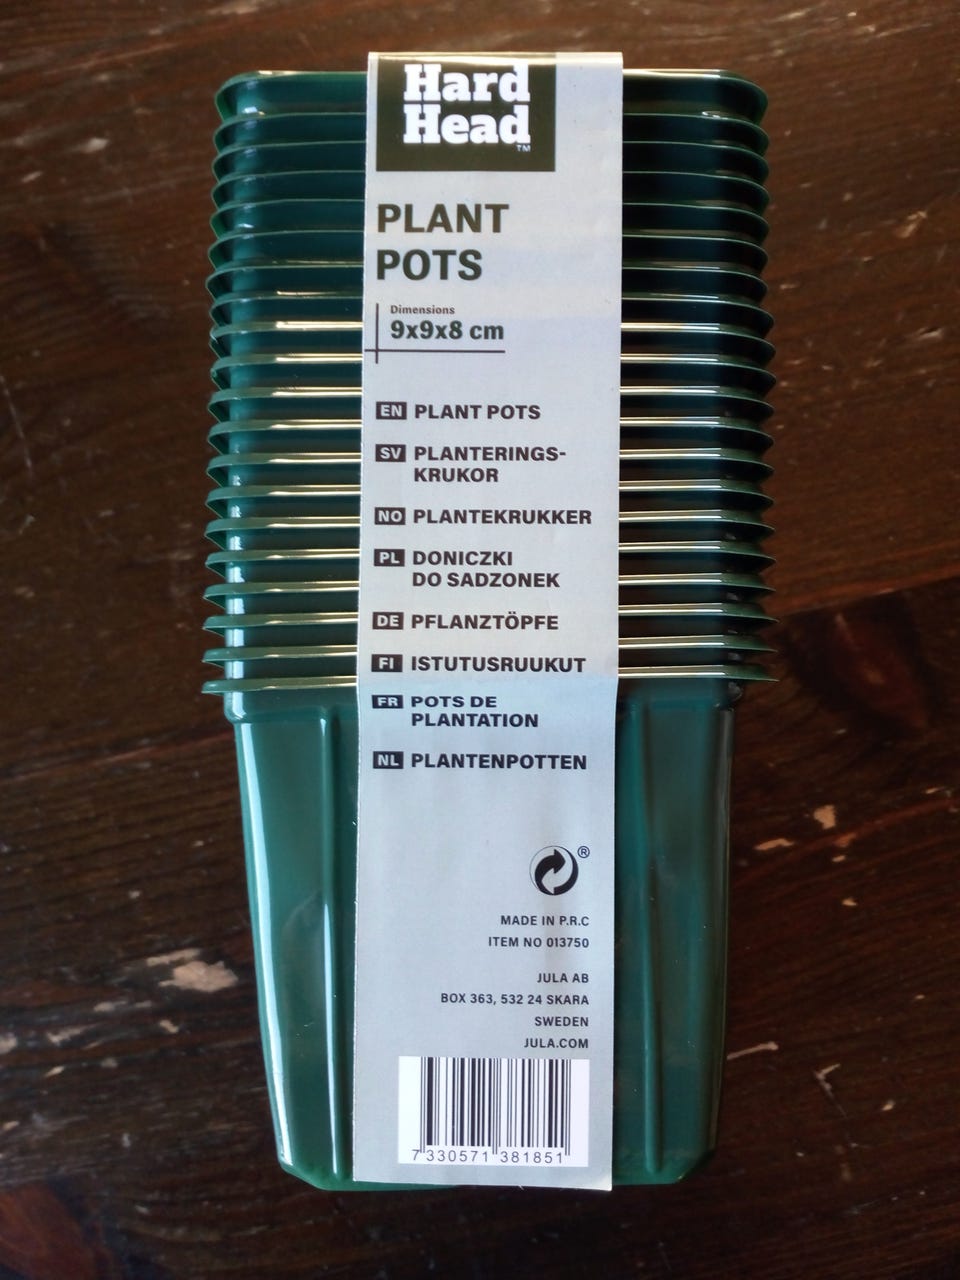 Hard
Head
TM
PLANT
POTS
Dimensions
9x9x8 cm
EN PLANT POTS
SV PLANTERINGS-
KRUKOR
NO PLANTEKRUKKER
PL DONICZKI
DO SADZONEK
DE PFLANZTÖPFE
FI ISTUTUSRUUKUT
FR POTS DE
PLANTATION
NL PLANTENPOTTEN
®
MADE IN P.R.C
ITEM NO 013750
JULA AB
BOX 363, 532 24 SKARA
SWEDEN
JULA.COM
7 330571 381851